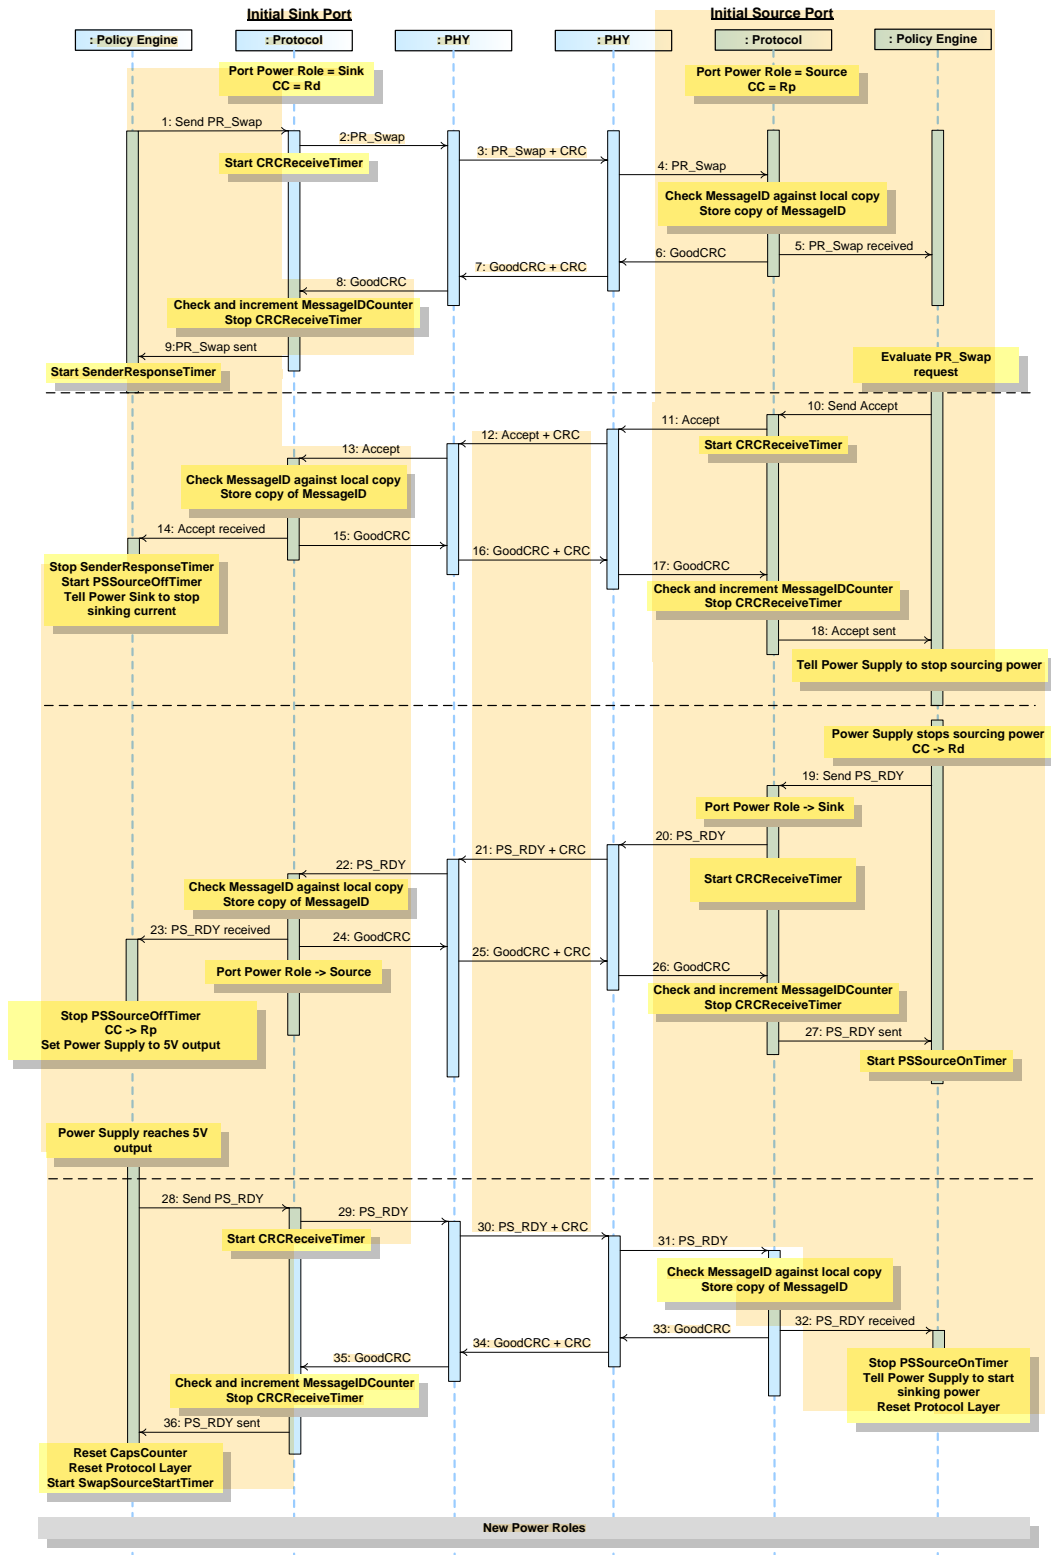 Initial Sink Port
Initial Source Port
: Policy Engine
: Protocol
: PHY
: PHY
: Protocol
: Policy Engine
Port Power Role = Sink
CC = Rd
Port Power Role = Source
CC = Rp
1: Send PR_Swap
2:PR_Swap
Start CRCReceiveTimer
3: PR_Swap + CRC
4: PR_Swap
Check MessageID against local copy
Store copy of MessageID
5: PR_Swap received
6: GoodCRC
7: GoodCRC + CRC
8: GoodCRC
Check and increment MessageIDCounter
Stop CRCReceiveTimer
9:PR_Swap sent
Start SenderResponseTimer
Evaluate PR_Swap
request
10: Send Accept
11: Accept
Start CRCReceiveTimer
12: Accept + CRC
13: Accept
Check MessageID against local copy
Store copy of MessageID
14: Accept received
15: GoodCRC
16: GoodCRC + CRC
17: GoodCRC
Stop SenderResponseTimer
Start PSSourceOffTimer
Tell Power Sink to stop
sinking current
Check and increment MessageIDCounter
Stop CRCReceiveTimer
18: Accept sent
Tell Power Supply to stop sourcing power
Power Supply stops sourcing power
CC -> Rd
19: Send PS_RDY
Port Power Role -> Sink
20: PS_RDY
21: PS_RDY + CRC
22: PS_RDY
Start CRCReceiveTimer
Check MessageID against local copy
Store copy of MessageID
23: PS_RDY received
24: GoodCRC
25: GoodCRC + CRC
26: GoodCRC
Port Power Role -> Source
Check and increment MessageIDCounter
Stop CRCReceiveTimer
Stop PSSourceOffTimer
CC -> Rp
Set Power Supply to 5V output
27: PS_RDY sent
Start PSSourceOnTimer
Power Supply reaches 5V
output
28: Send PS_RDY
29: PS_RDY
Start CRCReceiveTimer
30: PS_RDY + CRC
31: PS_RDY
Check MessageID against local copy
Store copy of MessageID
32: PS_RDY received
33: GoodCRC
34: GoodCRC + CRC
35: GoodCRC
Stop PSSourceOnTimer
Tell Power Supply to start
sinking power
Reset Protocol Layer
Check and increment MessageIDCounter
Stop CRCReceiveTimer
36: PS_RDY sent
Reset CapsCounter
Reset Protocol Layer
Start SwapSourceStartTimer
New Power Roles